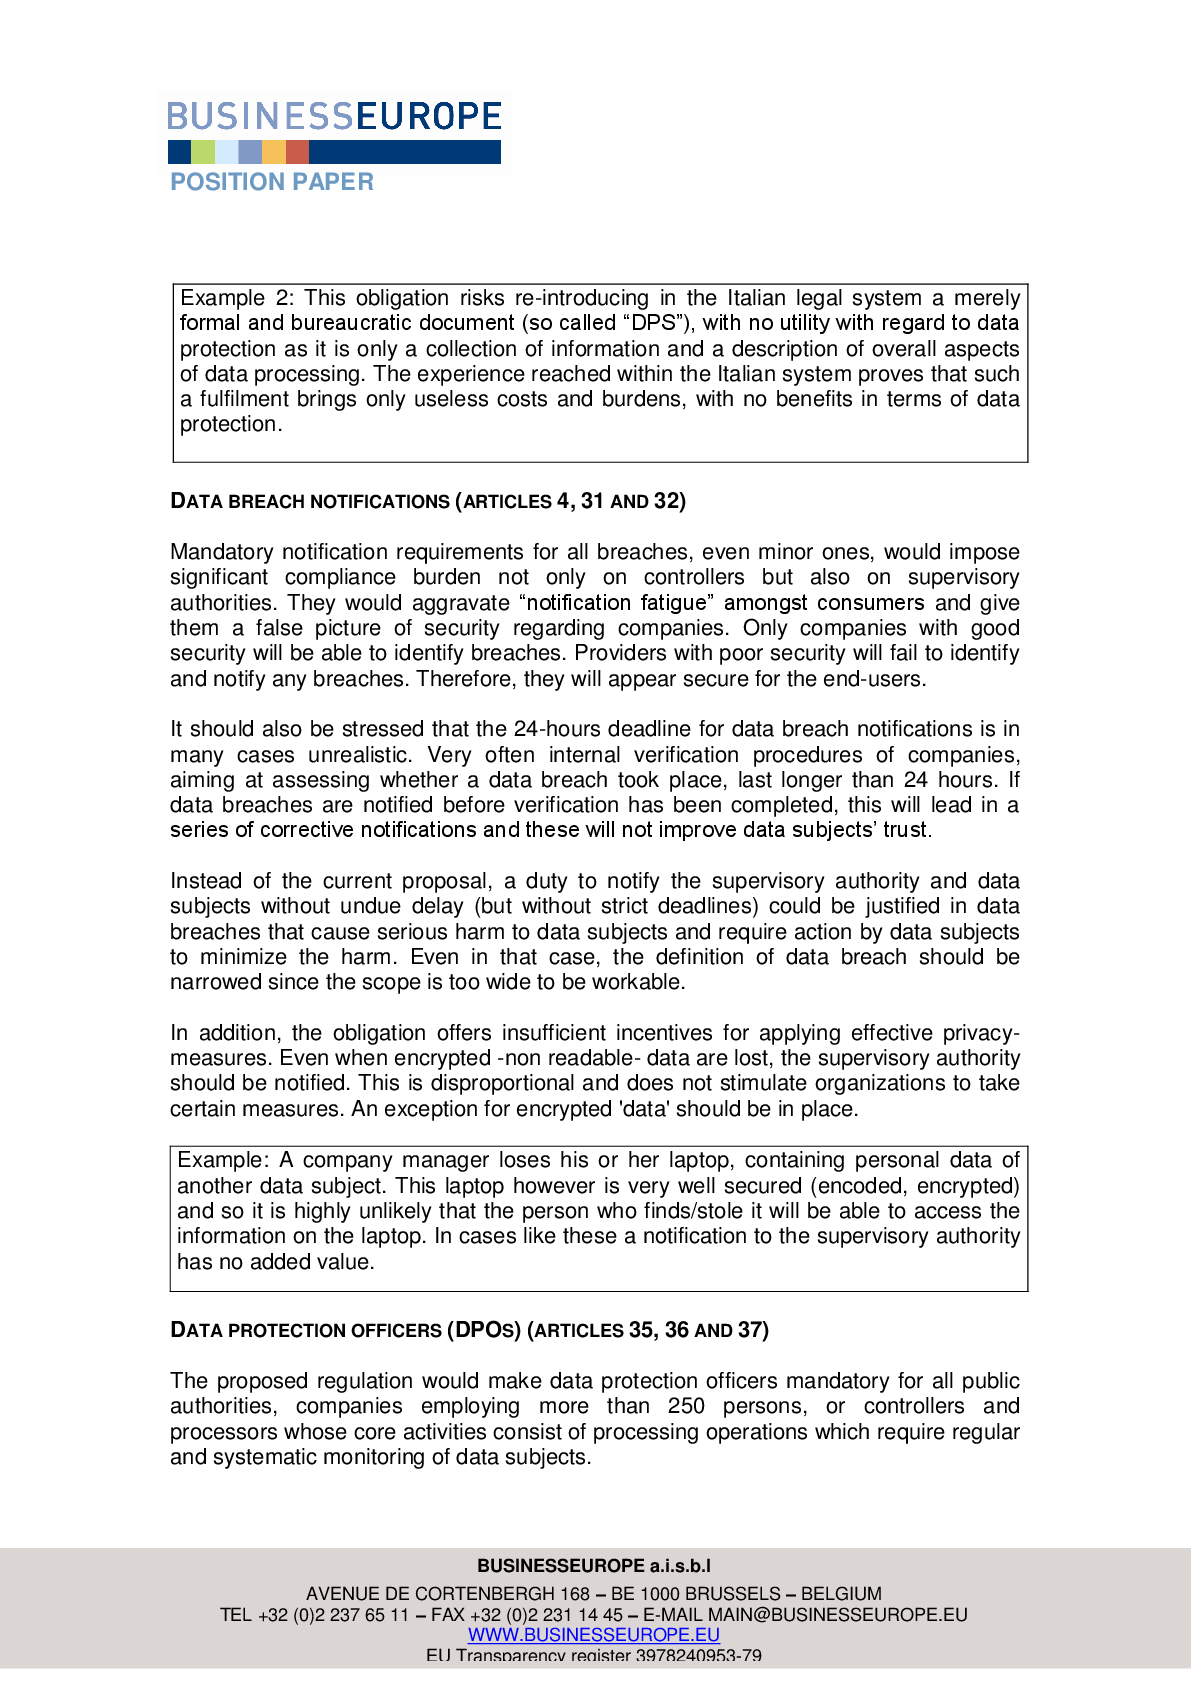 BUSINESSEUROPE
POSITION PAPER
Example 2: This obligation risks re-introducing in the Italian legal system a merely
formal and bureaucratic document (so called “DPS”), with no utility with regard to data
protection as it is only a collection of information and a description of overall aspects
of data processing. The experience reached within the Italian system proves that such
a fulfilment brings only useless costs and burdens, with no benefits in terms of data
protection.
DATA BREACH NOTIFICATIONS (ARTICLES 4, 31 AND 32)
Mandatory notification requirements for all breaches, even minor ones, would impose
significant compliance burden not only on controllers but also on supervisory
authorities. They would aggravate “notification fatigue” amongst consumers and give
them a false picture of security regarding companies. Only companies with good
security will be able to identify breaches. Providers with poor security will fail to identify
and notify any breaches. Therefore, they will appear secure for the end-users.
It should also be stressed that the 24-hours deadline for data breach notifications is in
many cases unrealistic. Very often internal verification procedures of companies,
aiming at assessing whether a data breach took place, last longer than 24 hours. If
data breaches are notified before verification has been completed, this will lead in a
series of corrective notifications and these will not improve data subjects’ trust.
Instead of the current proposal, a duty to notify the supervisory authority and data
subjects without undue delay (but without strict deadlines) could be justified in data
breaches that cause serious harm to data subjects and require action by data subjects
to minimize the harm. Even in that case, the definition of data breach should be
narrowed since the scope is too wide to be workable.
In addition, the obligation offers insufficient incentives for applying effective privacy-
measures. Even when encrypted -non readable- data are lost, the supervisory authority
should be notified. This is disproportional and does not stimulate organizations to take
certain measures. An exception for encrypted 'data' should be in place.
Example: A company manager loses his or her laptop, containing personal data of
another data subject. This laptop however is very well secured (encoded, encrypted)
and so it is highly unlikely that the person who finds/stole it will be able to access the
information on the laptop. In cases like these a notification to the supervisory authority
has no added value.
DATA PROTECTION OFFICERS (DPOS) (ARTICLES 35, 36 AND 37)
The proposed regulation would make data protection officers mandatory for all public
authorities, companies employing more than 250 persons, or controllers and
processors whose core activities consist of processing operations which require regular
and systematic monitoring of data subjects.
BUSINESSEUROPE a.i.s.b.l
AVENUE DE CORTENBERGH 168 – BE 1000 BRUSSELS – BELGIUM
TEL +32 (0)2 237 65 11 – FAX +32 (0)2 231 14 45 – E-MAIL MAIN@BUSINESSEUROPE.EU
WWW.BUSINESSEUROPE.EU
EU Transparency register 3978240953-79